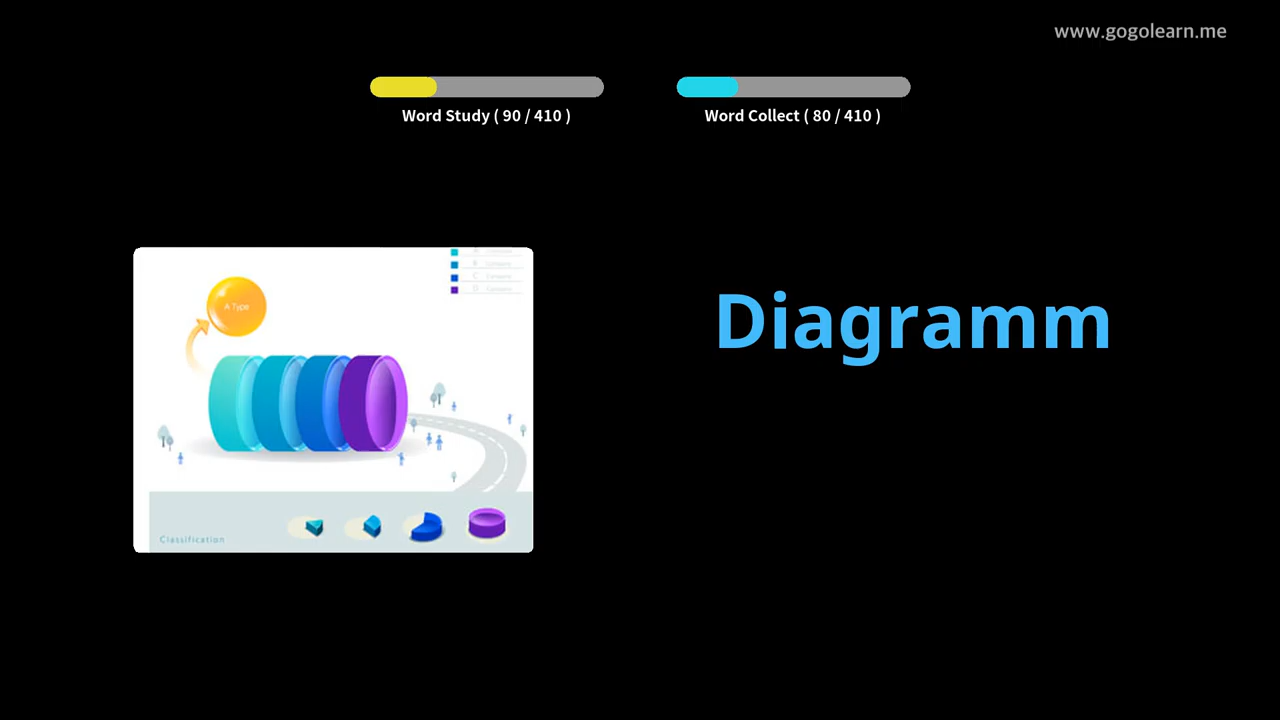 www.gogolearn.me
Word Study ( 90 / 410 )
Word Collect ( 80 / 410 )
Diagramm
A Type
B
C
D
Classification